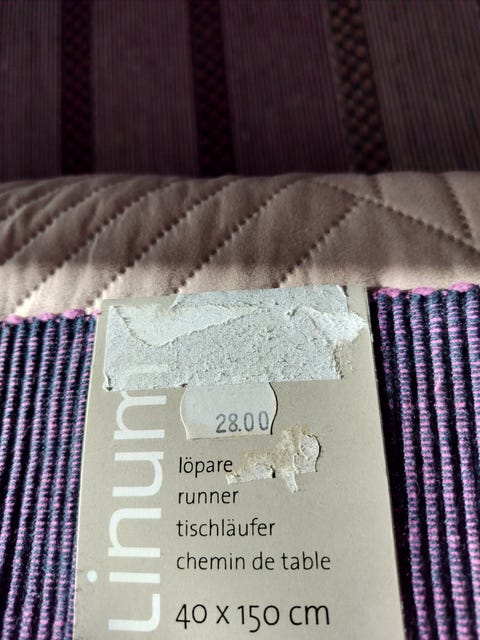 Linum
28.00
löpare
runner
tischläufer
chemin de table
40 x 150 cm